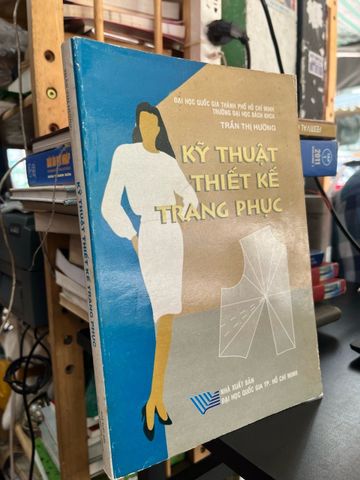 ĐẠI HỌC QUỐC GIA THÀNH PHỐ HỒ CHÍ MINH
TRƯỜNG ĐẠI HỌC BÁCH KHOA
TRẦN THỊ HƯỜNG
KỸ THUẬT
THIẾT KẾ
TRANG PHỤC
NHÀ XUẤT BẢN
ĐẠI HỌC QUỐC GIA TP. HỒ CHÍ MINH
KỸ THUẬT THIẾT KẾ TRANG PHỤC
FESTIVAL
2017